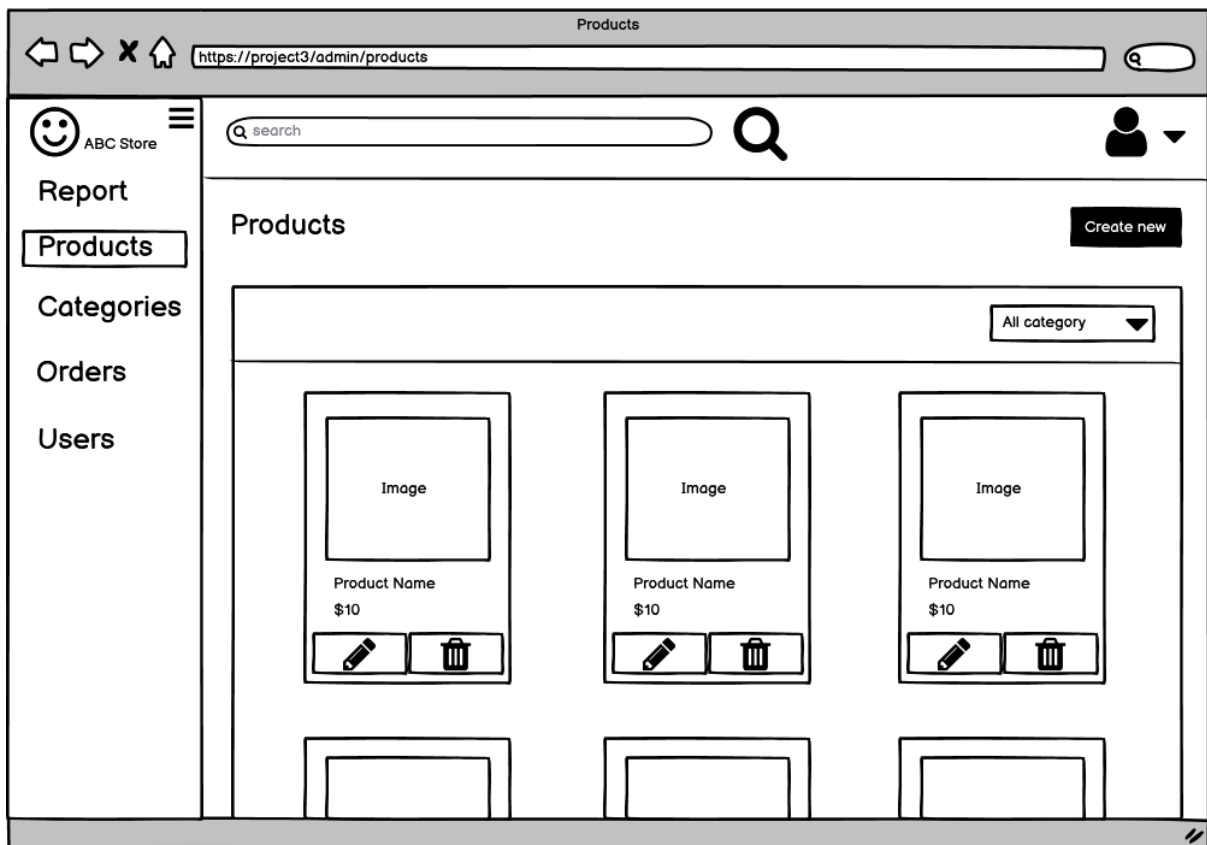 Products
https://project3/admin/products
ABC Store
search
Report
Products
Categories
Orders
Users
Products
Create new
All category
Image
Image
Image
Product Name
Product Name
Product Name
$10
$10
$10